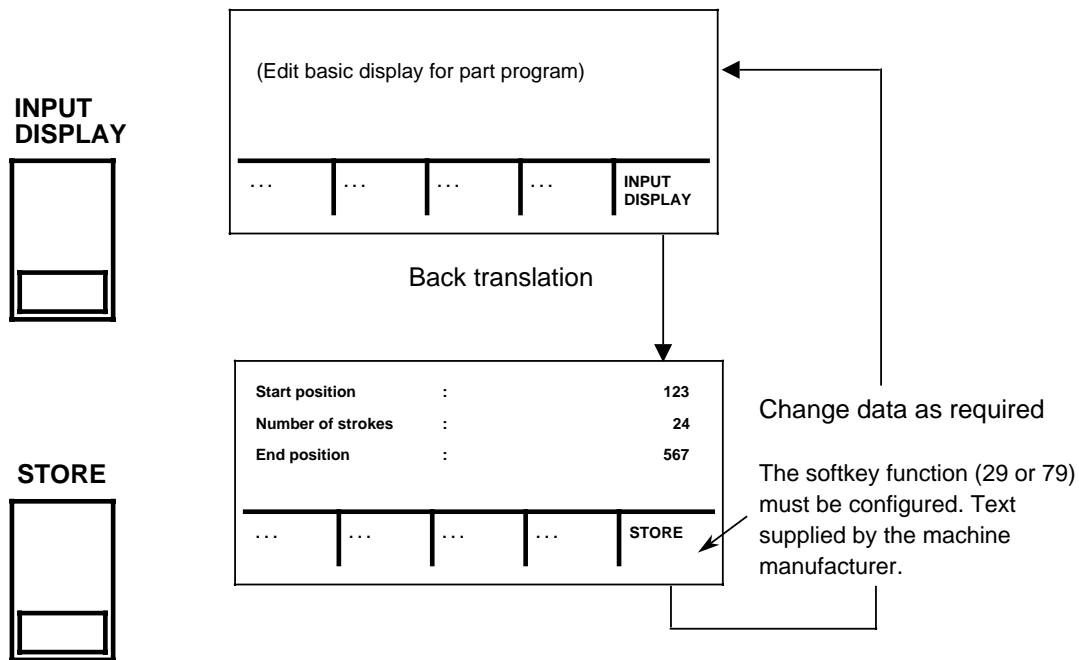 (Edit basic display for part program)
INPUT
DISPLAY
. . . . . . . . . . . . INPUT
DISPLAY
Back translation
Start position : 123
Number of strokes : 24
End position : 567
Change data as required
STORE
. . . . . . . . . . . . STORE
The softkey function (29 or 79)
must be configured. Text
supplied by the machine
manufacturer.